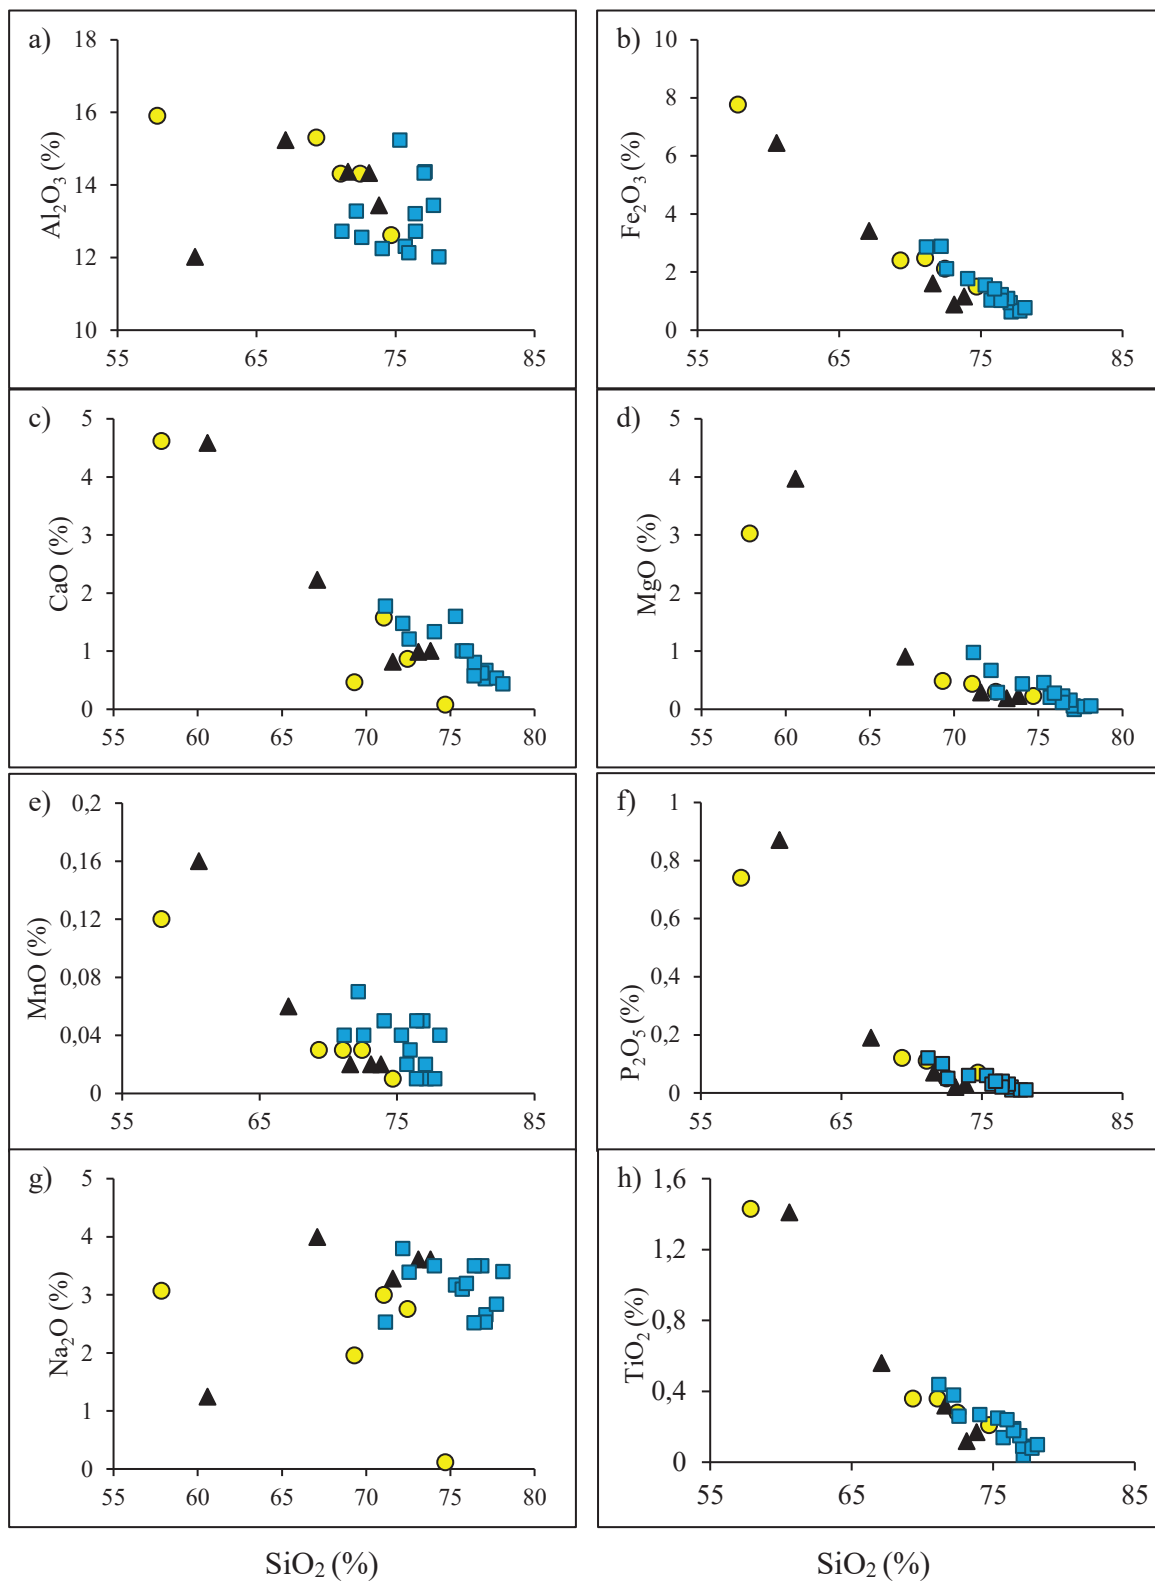 a)
18
16
14
12
10
Al₂O₃ (%)
55 65 75 85
b)
10
8
6
4
2
0
Fe₂O₃ (%)
55 65 75 85
c)
5
4
3
2
1
0
CaO (%)
55 60 65 70 75 80
d)
5
4
3
2
1
0
MgO (%)
55 60 65 70 75 80
e)
0,2
0,16
0,12
0,08
0,04
0
MnO (%)
55 65 75 85
f)
1
0,8
0,6
0,4
0,2
0
P₂O₅ (%)
55 65 75 85
g)
5
4
3
2
1
0
Na₂O (%)
55 60 65 70 75 80
h)
1,6
1,2
0,8
0,4
0
TiO₂ (%)
55 65 75 85
SiO₂ (%)
SiO₂ (%)